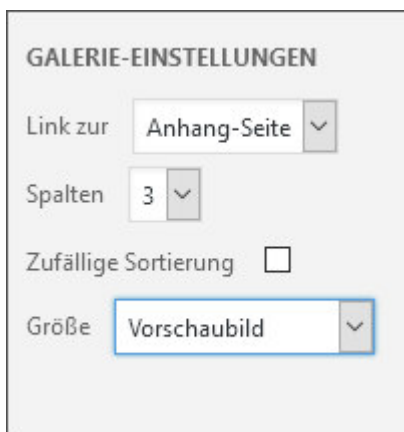 GALERIE-EINSTELLUNGEN
Link zur Anhang-Seite
Spalten 3
Zufällige Sortierung
Größe Vorschaubild